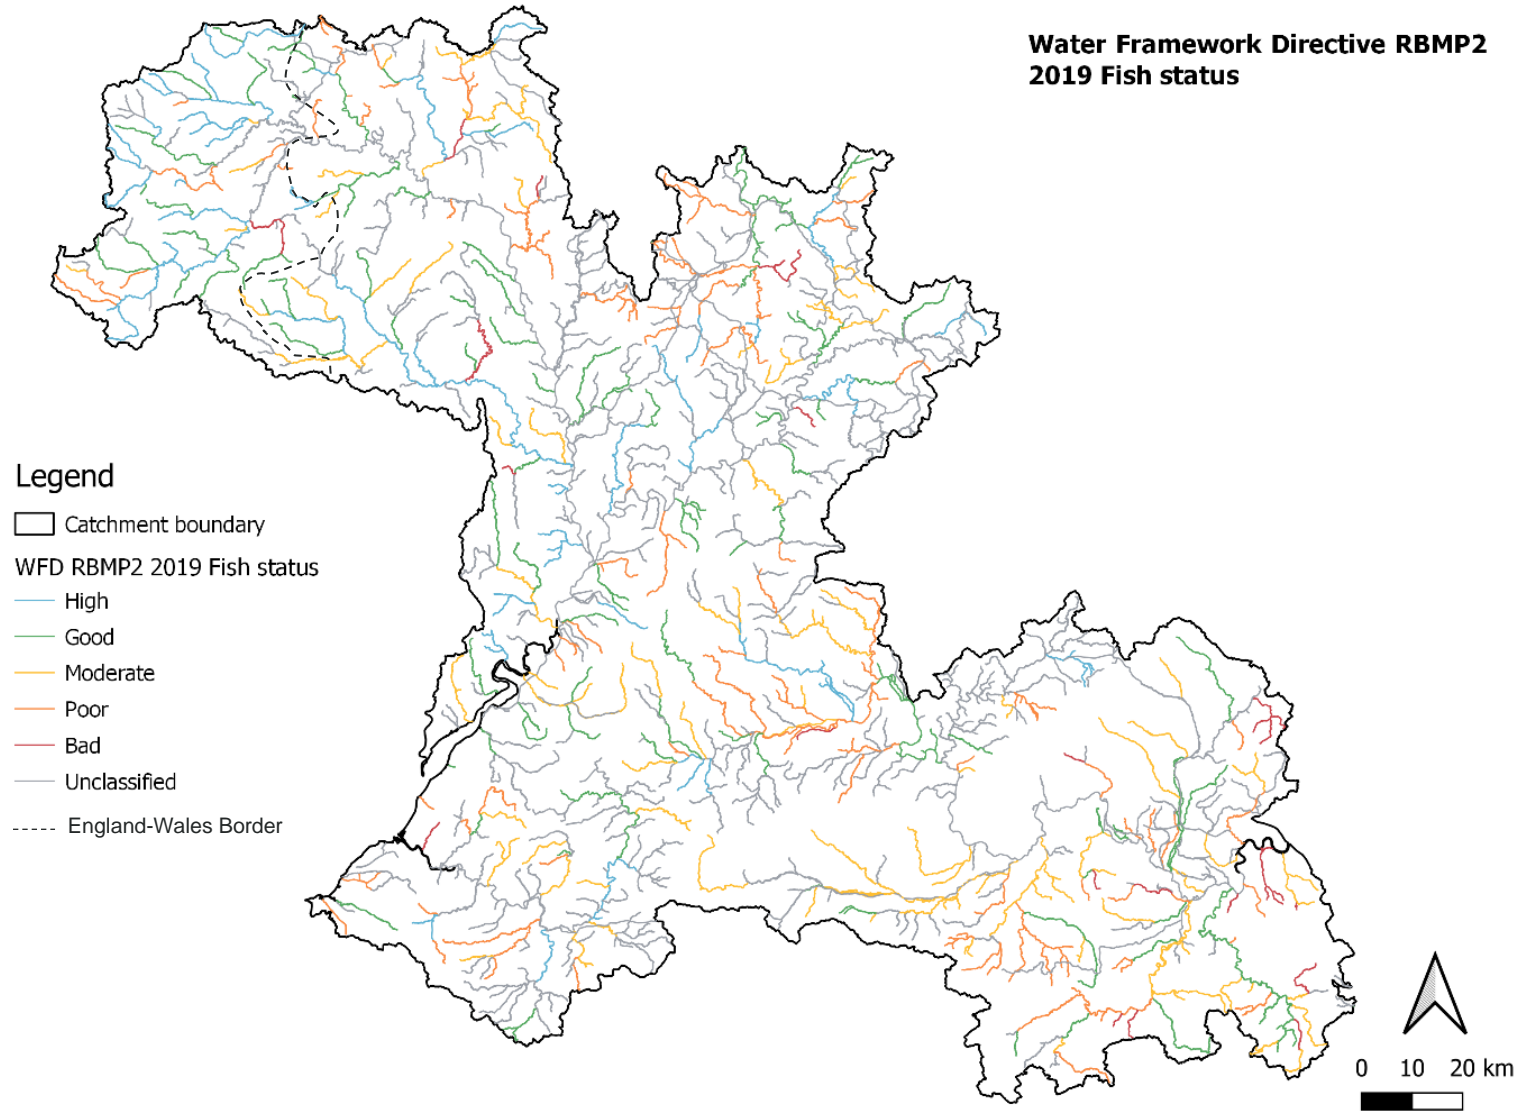 Water Framework Directive RBMP2
2019 Fish status
Legend
Catchment boundary
WFD RBMP2 2019 Fish status
High
Good
Moderate
Poor
Bad
Unclassified
England-Wales Border
0 10 20 km